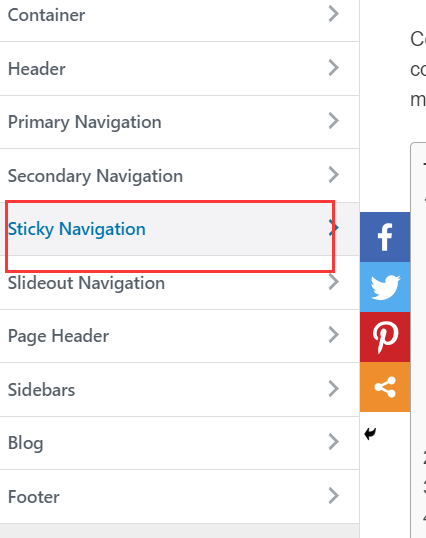 Container
Header
Primary Navigation
Secondary Navigation
Sticky Navigation
Slideout Navigation
Page Header
Sidebars
Blog
Footer